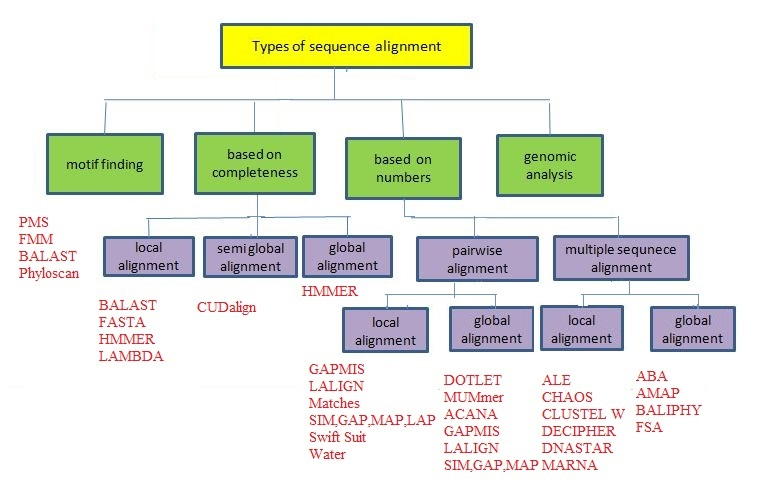 Types of sequence alignment
motif finding
based on
completeness
based on
numbers
genomic
analysis
PMS
FMM
BALAST
Phyloscan
local
alignment
semi global
alignment
global
alignment
pairwise
alignment
multiple sequnece
alignment
BALAST
FASTA
HMMER
LAMBDA
CUDalign
HMMER
local
alignment
global
alignment
local
alignment
global
alignment
GAPMIS
LALIGN
Matches
SIM,GAP,MAP,LAP
Swift Suit
Water
DOTLET
MUMmer
ACANA
GAPMIS
LALIGN
SIM,GAP,MAP
ALE
CHAOS
CLUSTEL W
DECIPHER
DNASTAR
MARNA
ABA
AMAP
BALIPHY
FSA